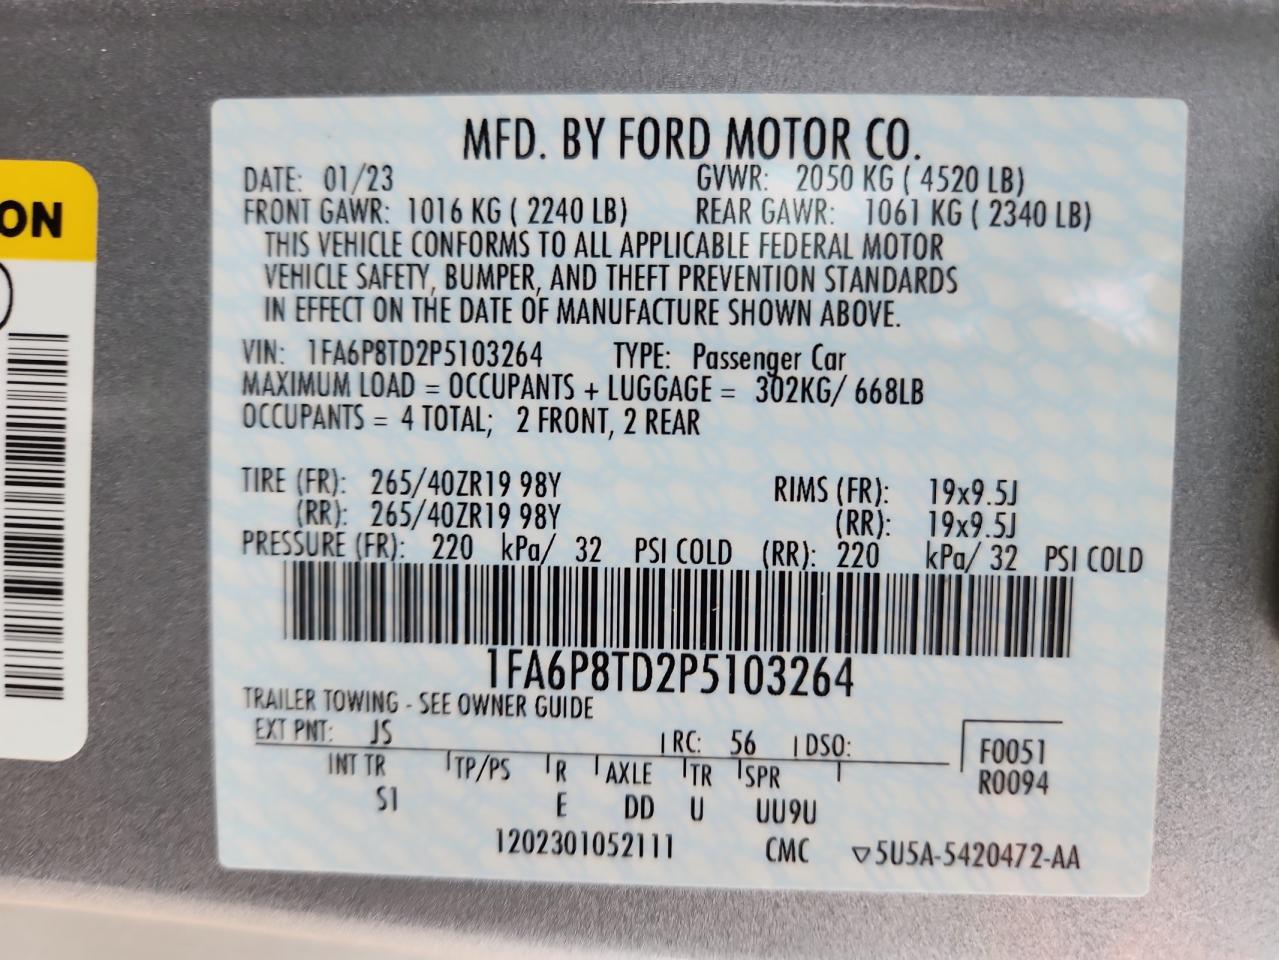 ON
MFD. BY FORD MOTOR CO.
DATE: 01/23 GVWR: 2050 KG ( 4520 LB)
FRONT GAWR: 1016 KG ( 2240 LB) REAR GAWR: 1061 KG ( 2340 LB)
THIS VEHICLE CONFORMS TO ALL APPLICABLE FEDERAL MOTOR
VEHICLE SAFETY, BUMPER, AND THEFT PREVENTION STANDARDS
IN EFFECT ON THE DATE OF MANUFACTURE SHOWN ABOVE.
VIN: 1FA6P8TD2P5103264 TYPE: Passenger Car
MAXIMUM LOAD = OCCUPANTS + LUGGAGE = 302KG/ 668LB
OCCUPANTS = 4 TOTAL; 2 FRONT, 2 REAR
TIRE (FR): 265/40ZR19 98Y RIMS (FR): 19x9.5J
(RR): 265/40ZR19 98Y (RR): 19x9.5J
PRESSURE (FR): 220 kPa/ 32 PSI COLD (RR): 220 kPa/ 32 PSI COLD
1FA6P8TD2P5103264
TRAILER TOWING - SEE OWNER GUIDE
EXT PNT: JS RC: 56 DSO: F0051
INT TR TP/PS R AXLE TR SPR R0094
S1 E DD U UU9U
1202301052111 CMC ▽5U5A-5420472-AA